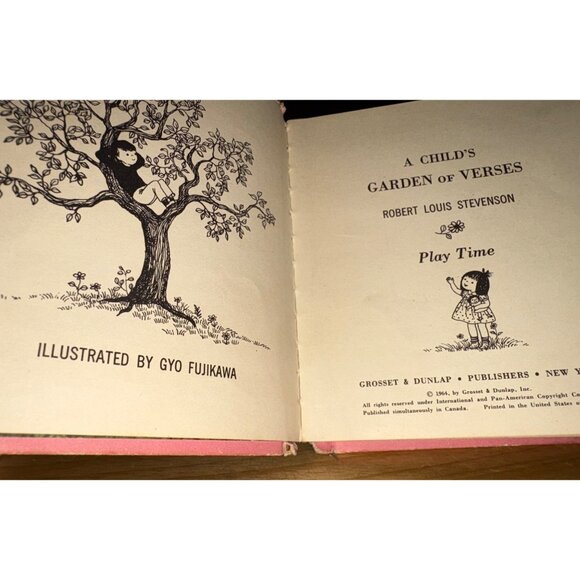 ILLUSTRATED BY GYO FUJIKAWA
A CHILD'S
GARDEN OF VERSES
ROBERT LOUIS STEVENSON
Play Time
GROSSET & DUNLAP • PUBLISHERS • NEW
© 1964, by Grosset & Dunlap, Inc.
All rights reserved under International and Pan-American Copyright
Published simultaneously in Canada. Printed in the United States